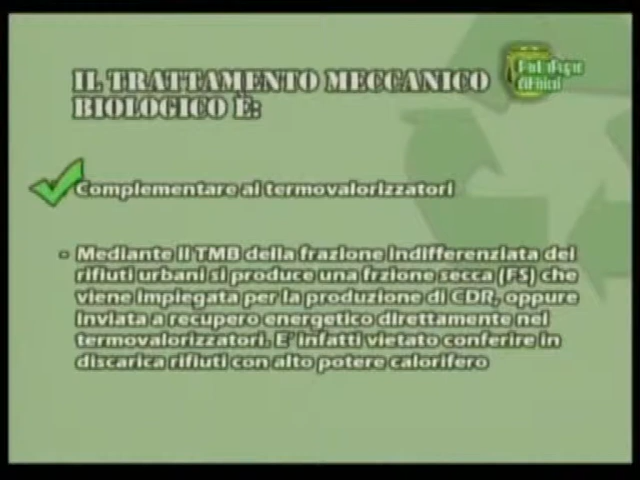 IL TRATTAMENTO MECCANICO
BIOLOGICO È:
Complementare ai termovalorizzatori
- Mediante il TMB della frazione indifferenziata dei
rifiuti urbani si produce una frzione secca (FS) che
viene impiegata per la produzione di CDR, oppure
inviata a recupero energetico direttamente nei
termovalorizzatori. E' infatti vietato conferire in
discarica rifiuti con alto potere calorifero